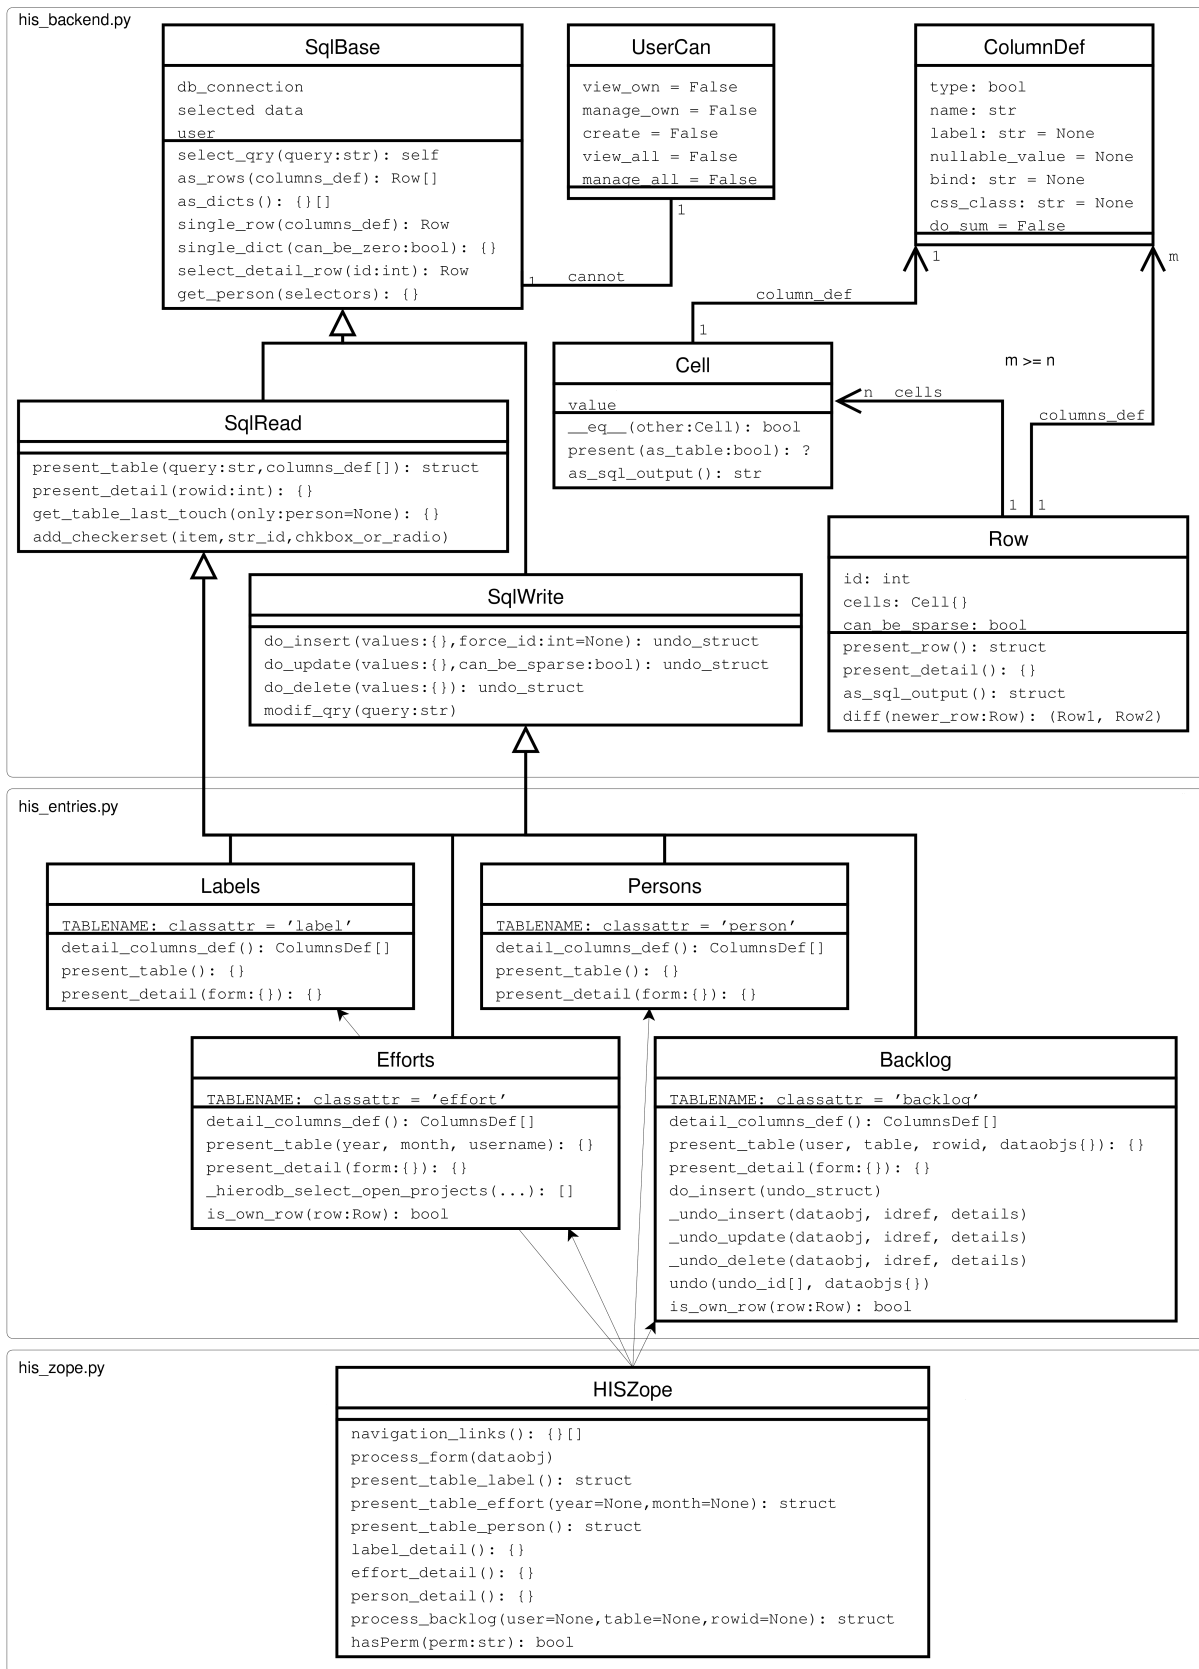 his_backend.py
SqlBase
db_connection
selected data
user
select_qry(query:str): self
as_rows(columns_def): Row[]
as_dicts(): {}[]
single_row(columns_def): Row
single_dict(can_be_zero:bool): {}
select_detail_row(id:int): Row
get_person(selectors): {}
UserCan
view_own = False
manage_own = False
create = False
view_all = False
manage_all = False
1
1
cannot
ColumnDef
type: bool
name: str
label: str = None
nullable_value = None
bind: str = None
css_class: str = None
do_sum = False
1
m
column_def
1
Cell
value
__eq__(other:Cell): bool
present(as_table:bool): ?
as_sql_output(): str
m >= n
n cells
columns_def
1 1
SqlRead
present_table(query:str,columns_def[]): struct
present_detail(rowid:int): {}
get_table_last_touch(only:person=None): {}
add_checkerset(item,str_id,chkbox_or_radio)
Row
id: int
cells: Cell{}
can_be_sparse: bool
present_row(): struct
present_detail(): {}
as_sql_output(): struct
diff(newer_row:Row): (Row1, Row2)
SqlWrite
do_insert(values:{},force_id:int=None): undo_struct
do_update(values:{},can_be_sparse:bool): undo_struct
do_delete(values:{}): undo_struct
modif_qry(query:str)
his_entries.py
Labels
TABLENAME: classattr = 'label'
detail_columns_def(): ColumnsDef[]
present_table(): {}
present_detail(form:{}): {}
Persons
TABLENAME: classattr = 'person'
detail_columns_def(): ColumnsDef[]
present_table(): {}
present_detail(form:{}): {}
Efforts
TABLENAME: classattr = 'effort'
detail_columns_def(): ColumnsDef[]
present_table(year, month, username): {}
present_detail(form:{}): {}
_hierodb_select_open_projects(...): []
is_own_row(row:Row): bool
Backlog
TABLENAME: classattr = 'backlog'
detail_columns_def(): ColumnsDef[]
present_table(user, table, rowid, dataobjs{}): {}
present_detail(form:{}): {}
do_insert(undo_struct)
_undo_insert(dataobj, idref, details)
_undo_update(dataobj, idref, details)
_undo_delete(dataobj, idref, details)
undo(undo_id[], dataobjs{})
is_own_row(row:Row): bool
his_zope.py
HISZope
navigation_links(): {}[]
process_form(dataobj)
present_table_label(): struct
present_table_effort(year=None,month=None): struct
present_table_person(): struct
label_detail(): {}
effort_detail(): {}
person_detail(): {}
process_backlog(user=None,table=None,rowid=None): struct
hasPerm(perm:str): bool